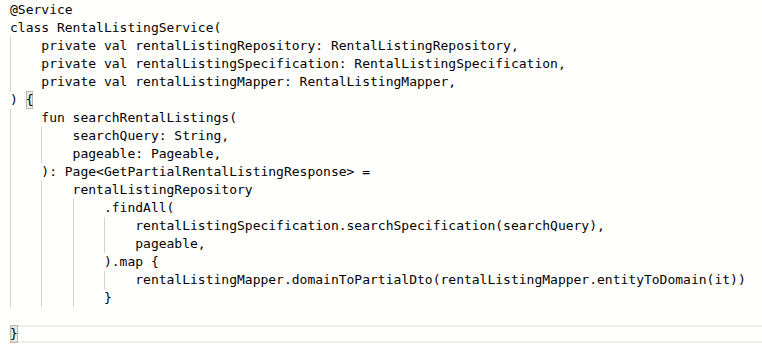 @Service
class RentalListingService(
    private val rentalListingRepository: RentalListingRepository,
    private val rentalListingSpecification: RentalListingSpecification,
    private val rentalListingMapper: RentalListingMapper,
) {
    fun searchRentalListings(
        searchQuery: String,
        pageable: Pageable,
    ): Page<GetPartialRentalListingResponse> =
        rentalListingRepository
            .findAll(
                rentalListingSpecification.searchSpecification(searchQuery),
                pageable,
            ).map {
                rentalListingMapper.domainToPartialDto(rentalListingMapper.entityToDomain(it))
            }

}